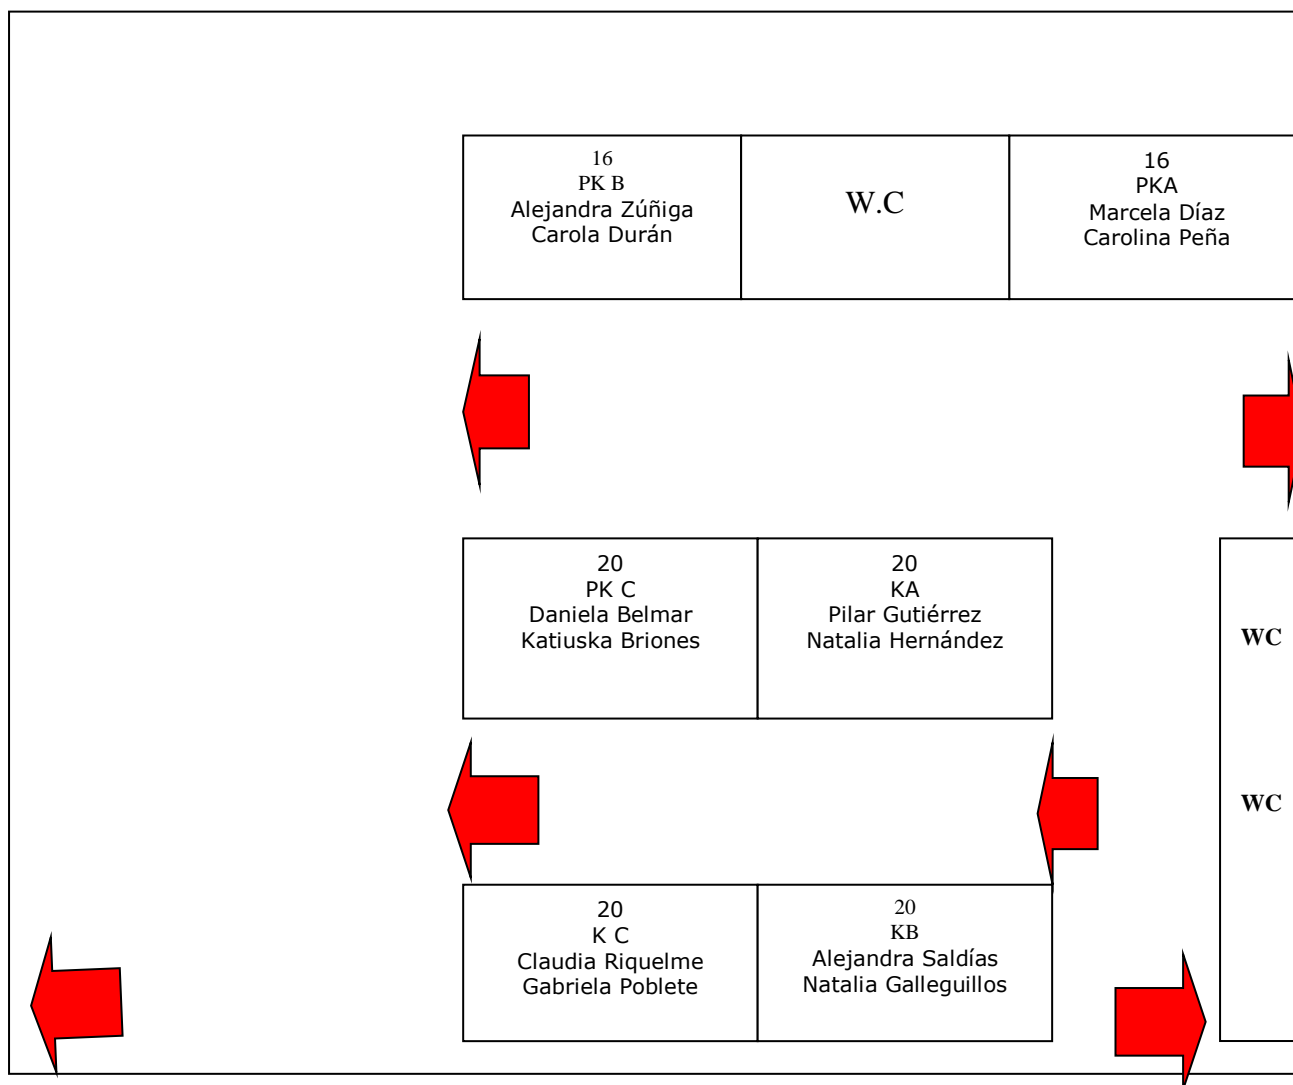 16
PK B
Alejandra Zúñiga
Carola Durán
W.C
16
PKA
Marcela Díaz
Carolina Peña
20
PK C
Daniela Belmar
Katiuska Briones
20
KA
Pilar Gutiérrez
Natalia Hernández
WC
WC
20
K C
Claudia Riquelme
Gabriela Poblete
20
KB
Alejandra Saldías
Natalia Galleguillos